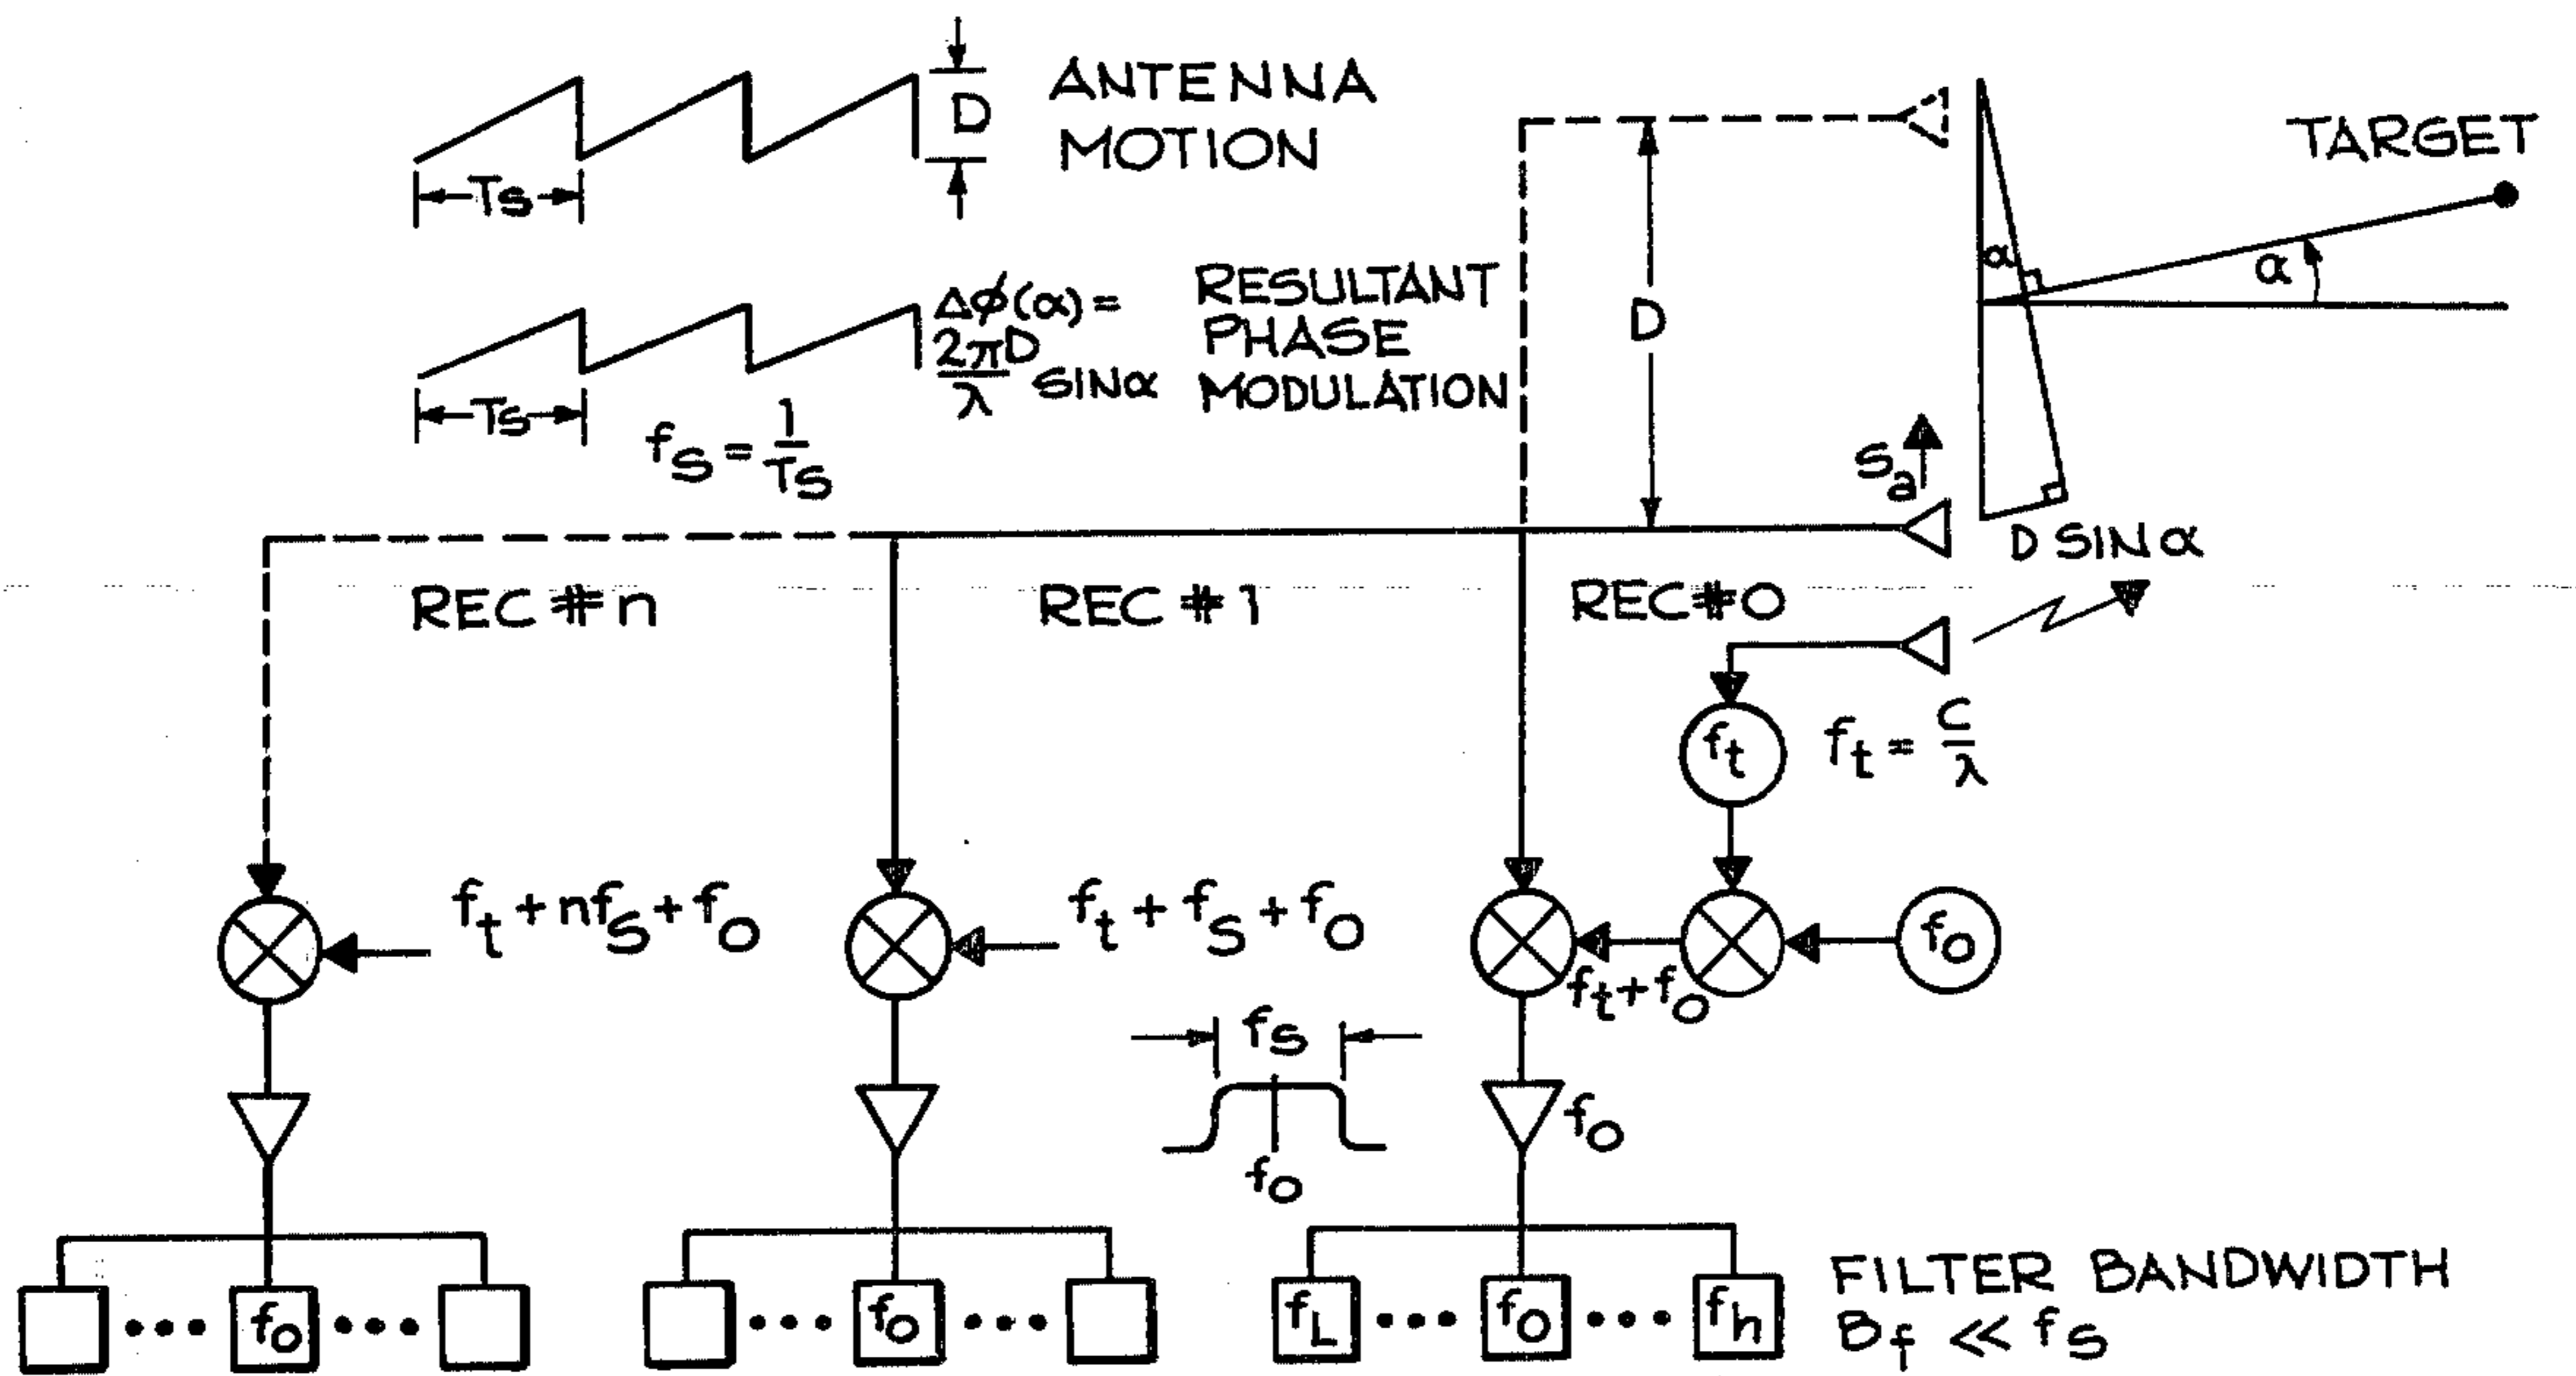 ANTENNA
MOTION
D
Ts
Δϕ(α) =
2πD
λ
SINα
RESULTANT
PHASE
MODULATION
Ts
fS = 1
TS
D
TARGET
α
α
Sa
D SIN α
REC #n
REC #1
REC#0
ft
ft = C
λ
ft + nfS + fO
ft + fS + fO
ft+fO
fO
fS
fO
fO
fO
fO
fL
fO
fh
FILTER BANDWIDTH
Bf << fS